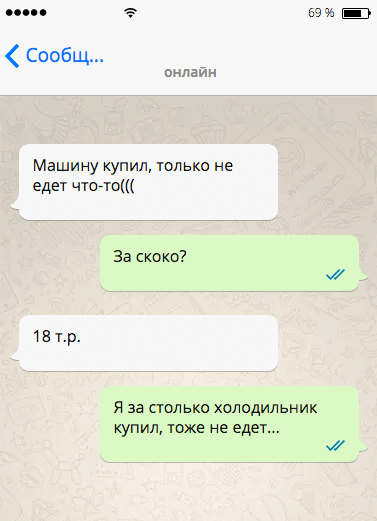 69 %
Сообщ...
онлайн
Машину купил, только не
едет что-то(((
За скоко?
18 т.р.
Я за столько холодильник
купил, тоже не едет...